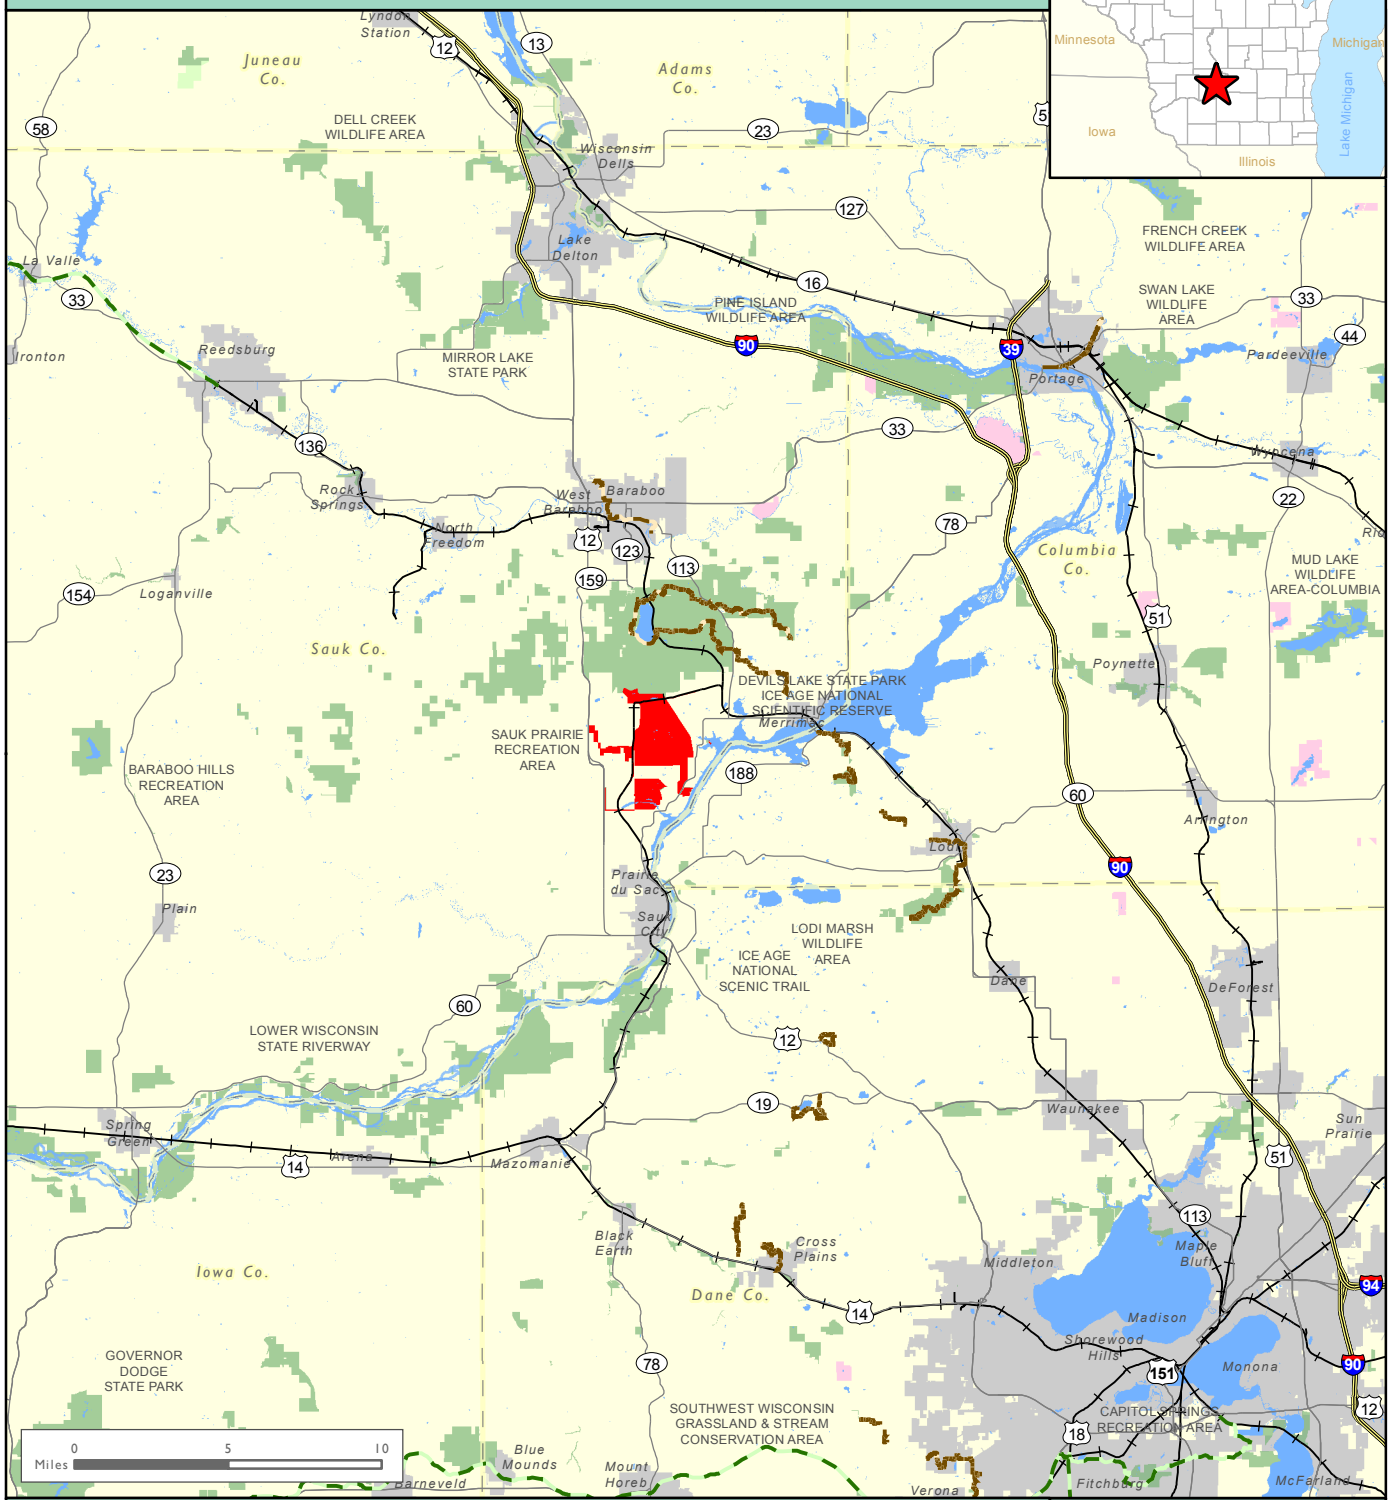 Lyndon
Station
12
13
Juneau
Co.
Adams
Co.
Minnesota
Michigan
Iowa
Lake Michigan
Illinois
5
58
DELL CREEK
WILDLIFE AREA
23
Wisconsin
Dells
127
FRENCH CREEK
WILDLIFE AREA
Lake
Delton
La Valle
33
16
SWAN LAKE
WILDLIFE
AREA
33
PINE ISLAND
WILDLIFE AREA
44
Ironton
Reedsburg
90
39
Pardeeville
MIRROR LAKE
STATE PARK
Portage
33
136
Wyocena
Rock
Springs
West
Baraboo
Baraboo
22
78
North
Freedom
12
123
Rio
Columbia
Co.
113
MUD LAKE
WILDLIFE
AREA-COLUMBIA
159
154
Loganville
51
Sauk Co.
Poynette
DEVILS LAKE STATE PARK
ICE AGE NATIONAL
SCIENTIFIC RESERVE
Merrimac
SAUK PRAIRIE
RECREATION
AREA
BARABOO HILLS
RECREATION
AREA
188
60
Arlington
Lodi
90
23
Prairie
du Sac
Plain
Sauk
City
LODI MARSH
WILDLIFE
AREA
ICE AGE
NATIONAL
SCENIC TRAIL
Dane
DeForest
60
LOWER WISCONSIN
STATE RIVERWAY
12
19
Waunakee
Spring
Green
Sun
Prairie
14
Arena
Mazomanie
51
113
Black
Earth
Cross
Plains
Maple
Bluff
Middleton
Iowa Co.
94
Dane Co.
14
Madison
Shorewood
Hills
GOVERNOR
DODGE
STATE PARK
78
151
Monona
90
12
SOUTHWEST WISCONSIN
GRASSLAND & STREAM
CONSERVATION AREA
CAPITOL SPRINGS
RECREATION AREA
18
0 5 10
Miles
Blue
Mounds
Mount
Horeb
Barneveld
Verona
Fitchburg
McFarland